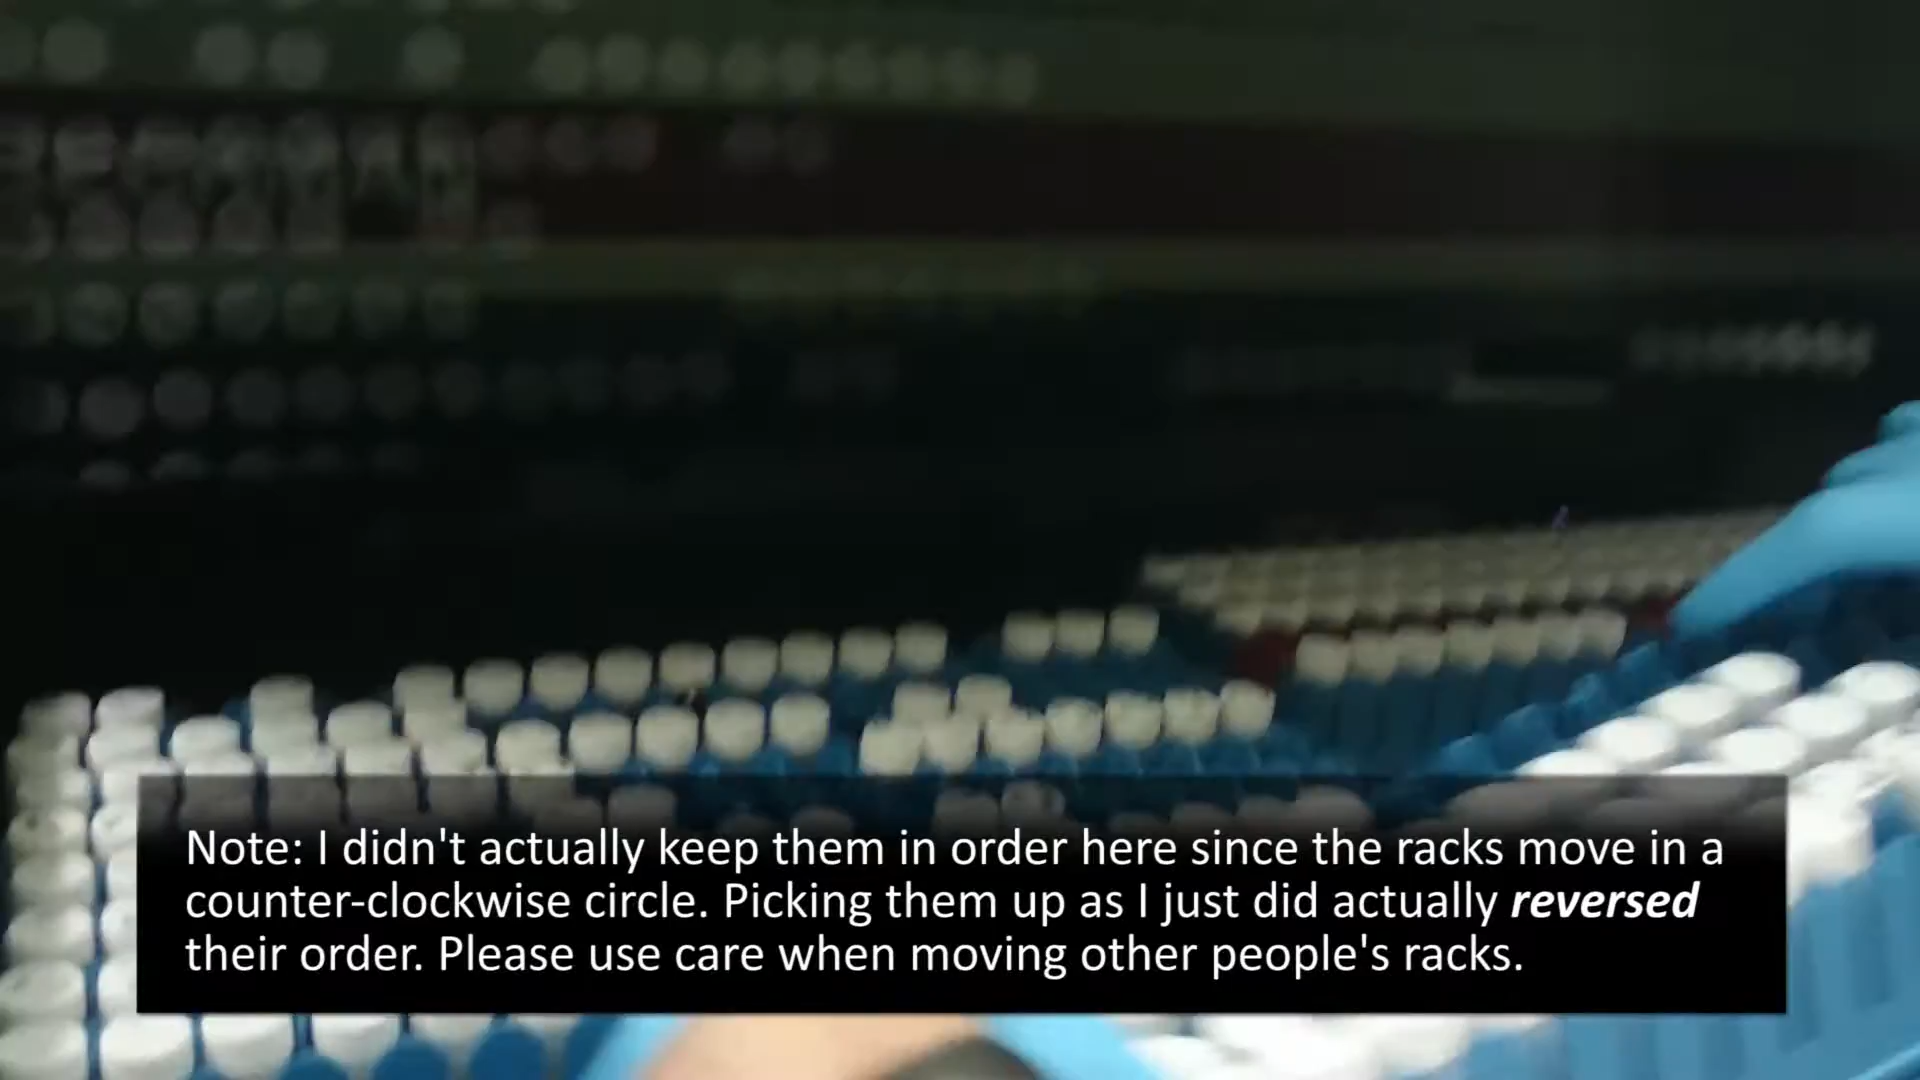 Note: I didn't actually keep them in order here since the racks move in a
counter-clockwise circle. Picking them up as I just did actually reversed
their order. Please use care when moving other people's racks.